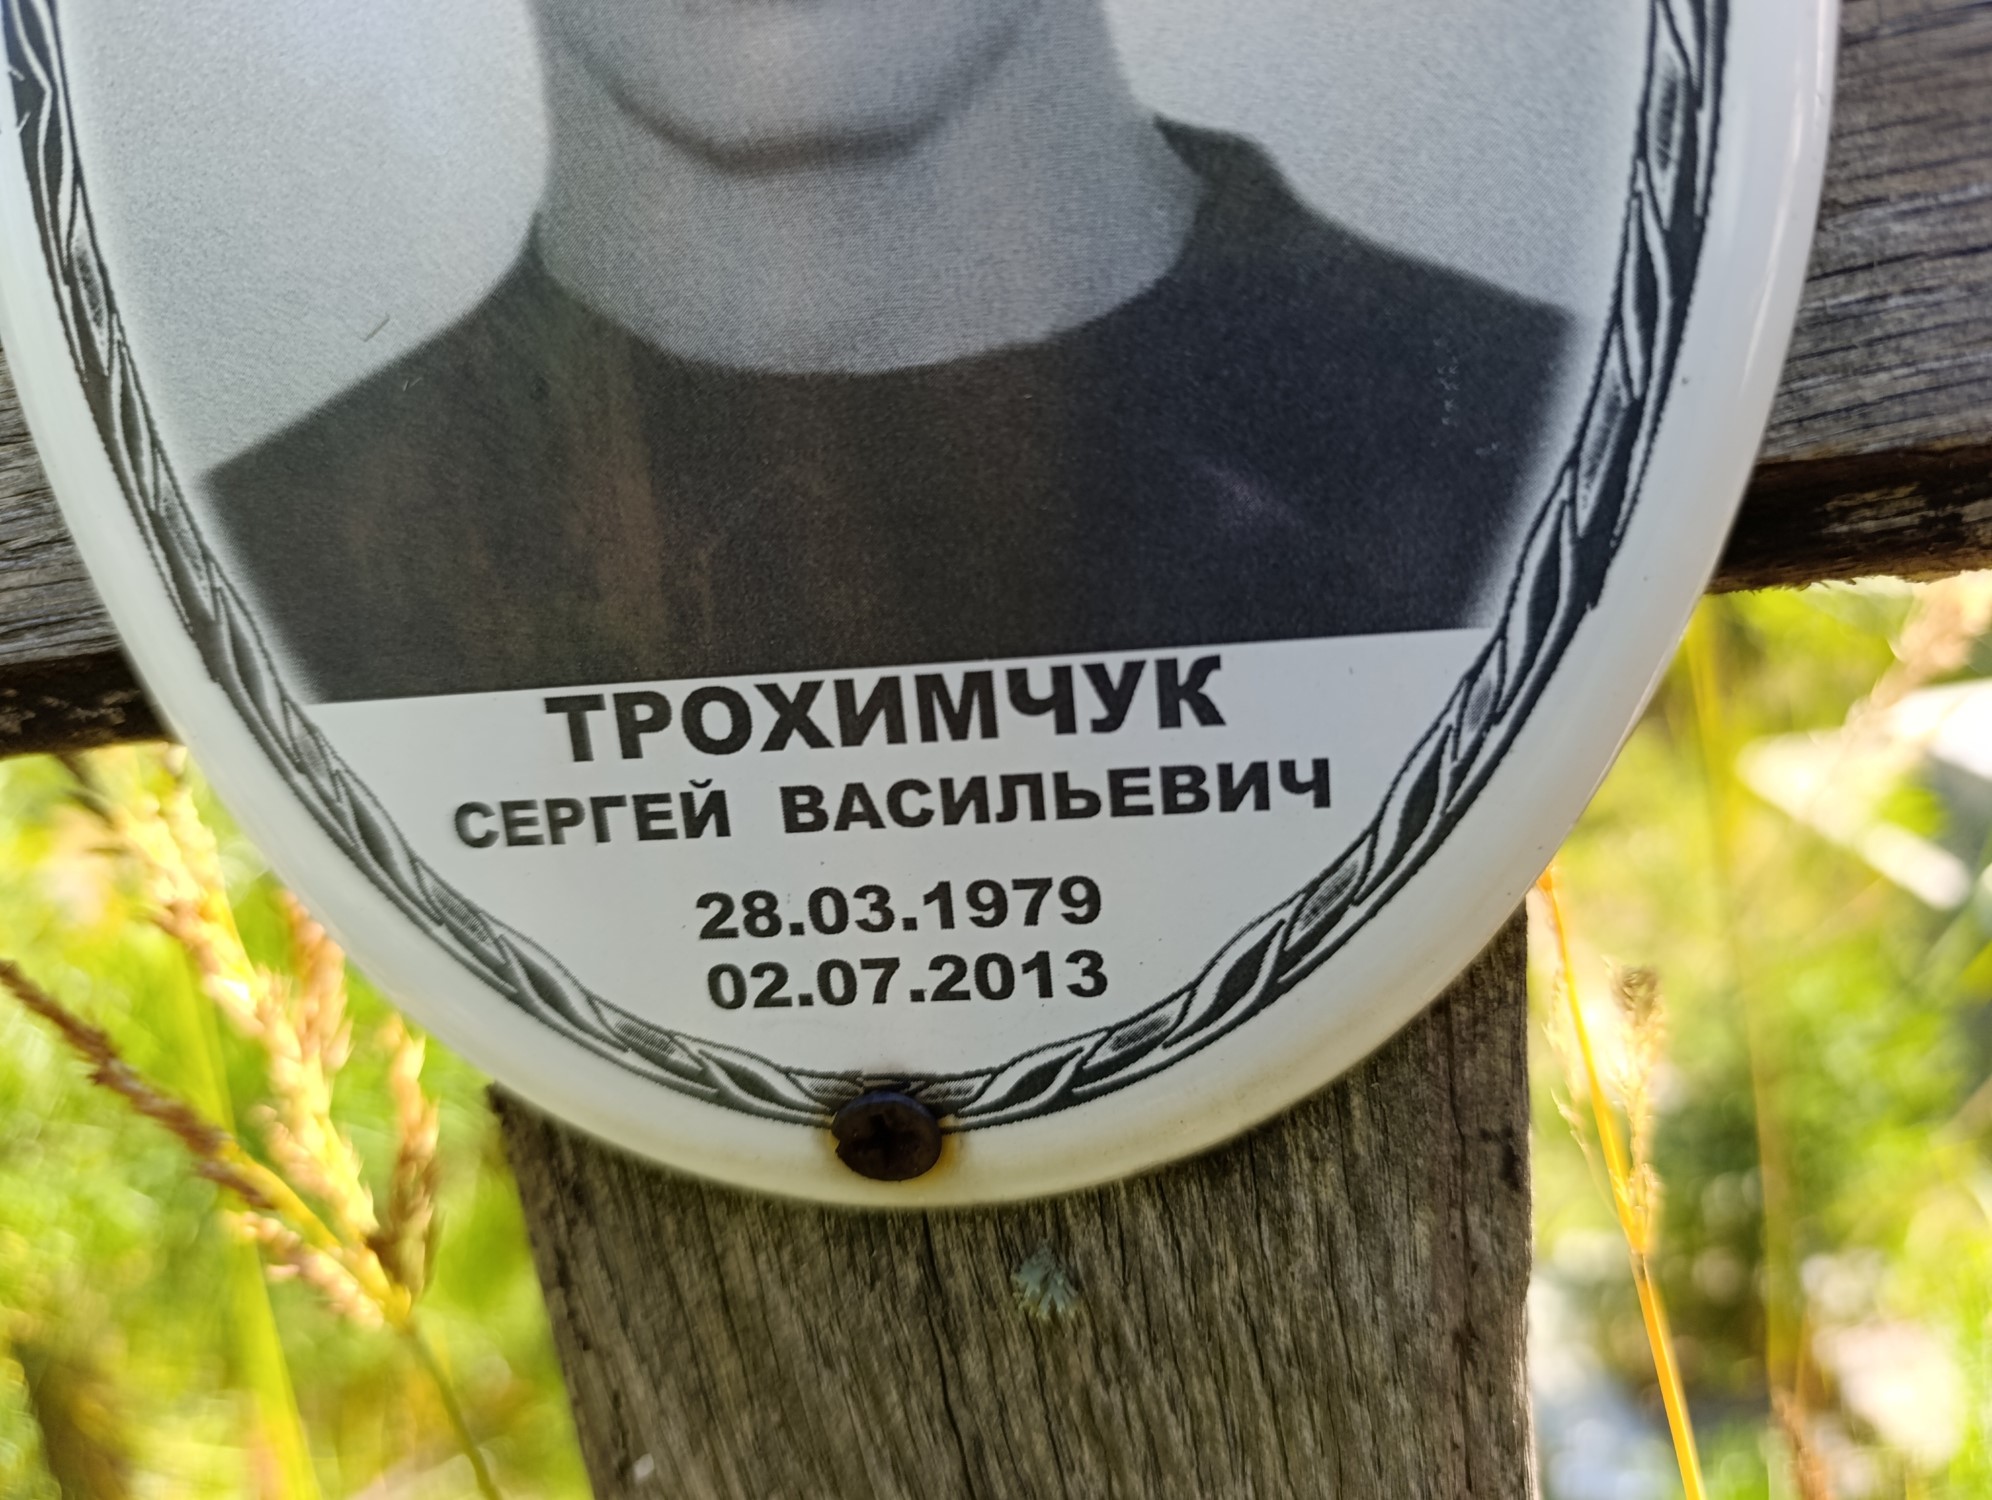 ТРОХИМЧУК
СЕРГЕЙ ВАСИЛЬЕВИЧ
28.03.1979
02.07.2013